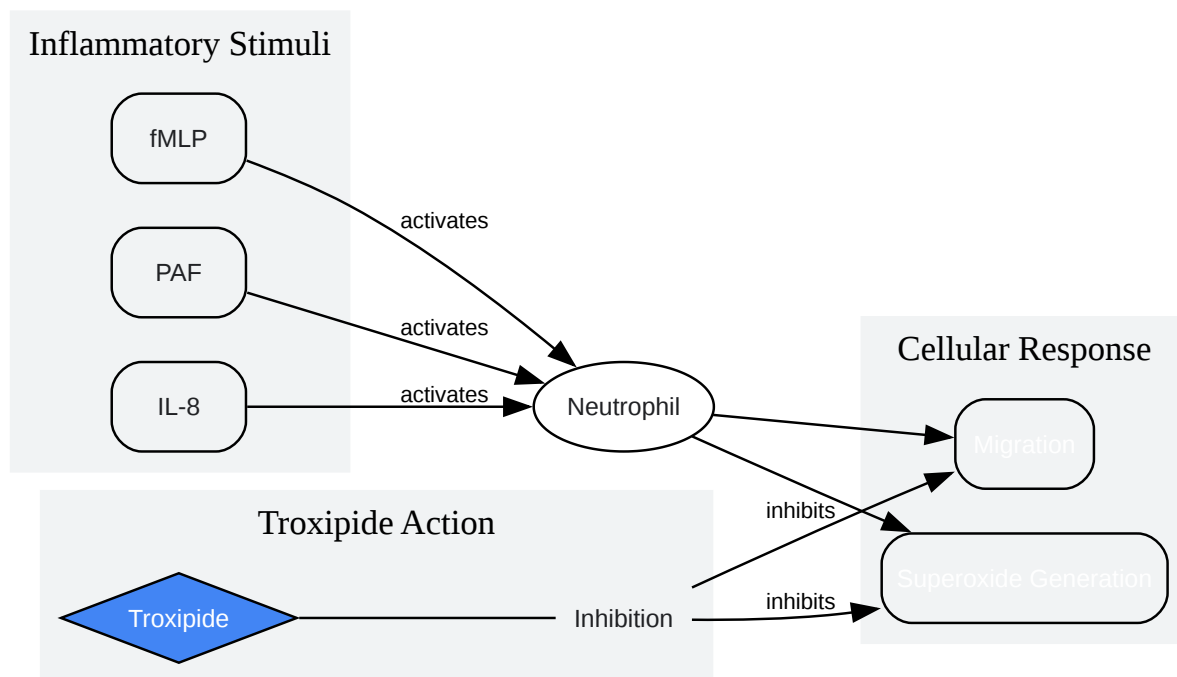 Inflammatory Stimuli
fMLP
activates
PAF
activates
IL-8
activates
Neutrophil
Cellular Response
Migration
inhibits
Superoxide Generation
inhibits
Troxipide Action
Troxipide
Inhibition